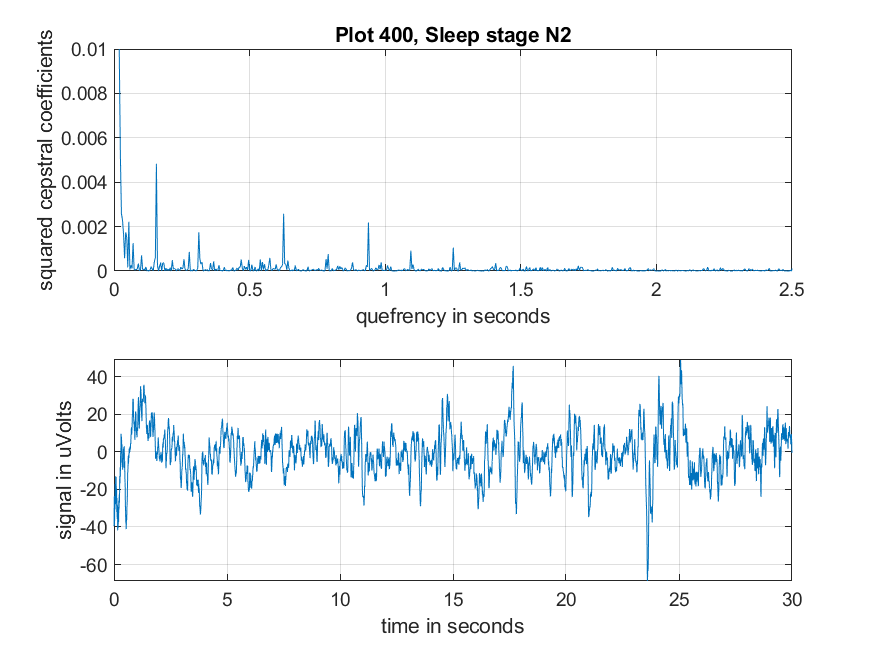 Plot 400, Sleep stage N2
squared cepstral coefficients
0.01
0.008
0.006
0.004
0.002
0
0 0.5 1 1.5 2 2.5
quefrency in seconds
signal in uVolts
40
20
0
-20
-40
-60
0 5 10 15 20 25 30
time in seconds